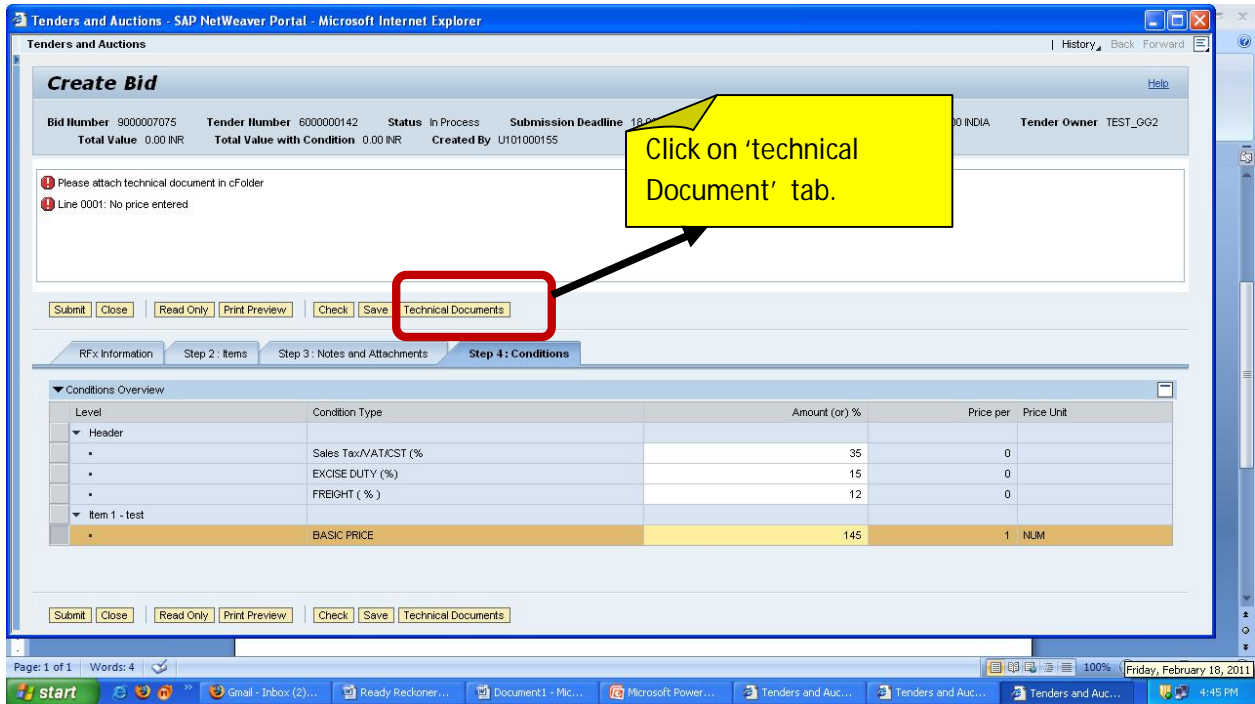 Tenders and Auctions - SAP NetWeaver Portal - Microsoft Internet Explorer
Tenders and Auctions | History Back Forward
Create Bid Help
Bid Number 9000007075 Tender Number 6000000142 Status In Process Submission Deadline 18.0 00 INDIA Tender Owner TEST_GG2
Total Value 0.00 INR Total Value with Condition 0.00 INR Created By U101000155
Click on 'technical
Document' tab.
Please attach technical document in cFolder
Line 0001: No price entered
Submit Close Read Only Print Preview Check Save Technical Documents
RFx Information Step 2 : Items Step 3 : Notes and Attachments Step 4 : Conditions
Conditions Overview
Level Condition Type Amount (or) % Price per Price Unit
Header
Sales Tax/VAT/CST (% 35 0
EXCISE DUTY (%) 15 0
FREIGHT ( % ) 12 0
Item 1 - test
BASIC PRICE 145 1 NUM
Submit Close Read Only Print Preview Check Save Technical Documents
Page: 1 of 1 Words: 4 100% Friday, February 18, 2011
start Gmail - Inbox (2)... Ready Reckoner... Document1 - Mic... Microsoft Power... Tenders and Auc... Tenders and Auc... Tenders and Auc... 4:45 PM